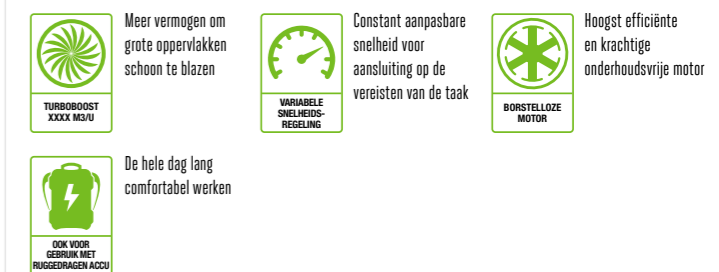 Meer vermogen om
grote oppervlakken
schoon te blazen
TURBOBOOST
XXXX M3/U
Constant aanpasbare
snelheid voor
aansluiting op de
vereisten van de taak
VARIABELE
SNELHEIDS-
REGELING
Hoogst efficiënte
en krachtige
onderhoudsvrije motor
BORSTELLOZE
MOTOR
De hele dag lang
comfortabel werken
OOK VOOR
GEBRUIK MET
RUGGEDRAGEN ACCU